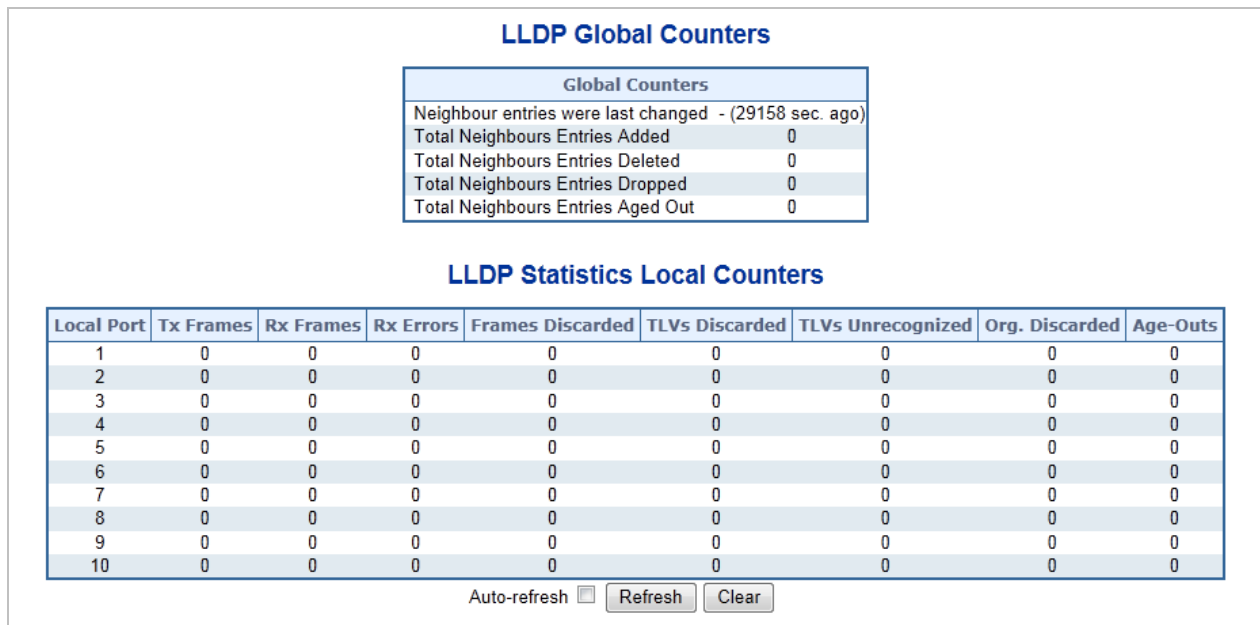 LLDP Global Counters
Global Counters
Neighbour entries were last changed - (29158 sec. ago)
Total Neighbours Entries Added 0
Total Neighbours Entries Deleted 0
Total Neighbours Entries Dropped 0
Total Neighbours Entries Aged Out 0
LLDP Statistics Local Counters
Local Port Tx Frames Rx Frames Rx Errors Frames Discarded TLVs Discarded TLVs Unrecognized Org. Discarded Age-Outs
1 0 0 0 0 0 0 0 0
2 0 0 0 0 0 0 0 0
3 0 0 0 0 0 0 0 0
4 0 0 0 0 0 0 0 0
5 0 0 0 0 0 0 0 0
6 0 0 0 0 0 0 0 0
7 0 0 0 0 0 0 0 0
8 0 0 0 0 0 0 0 0
9 0 0 0 0 0 0 0 0
10 0 0 0 0 0 0 0 0
Auto-refresh Refresh Clear